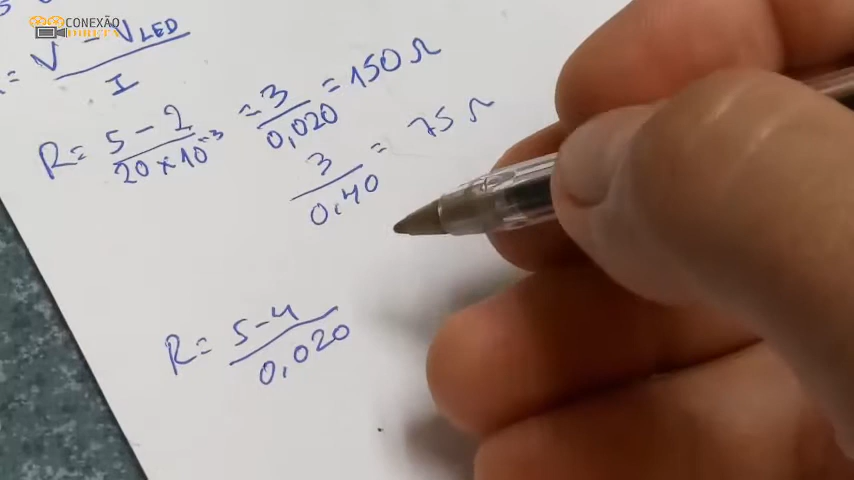 CONEXÃO
DIRETA
= V - VLED / I
R = 5 - 2 / 20 × 10⁻³ = 3 / 0,020 = 150 Ω
3 / 0,40 = 75 Ω
R = 5 - 4 / 0,020